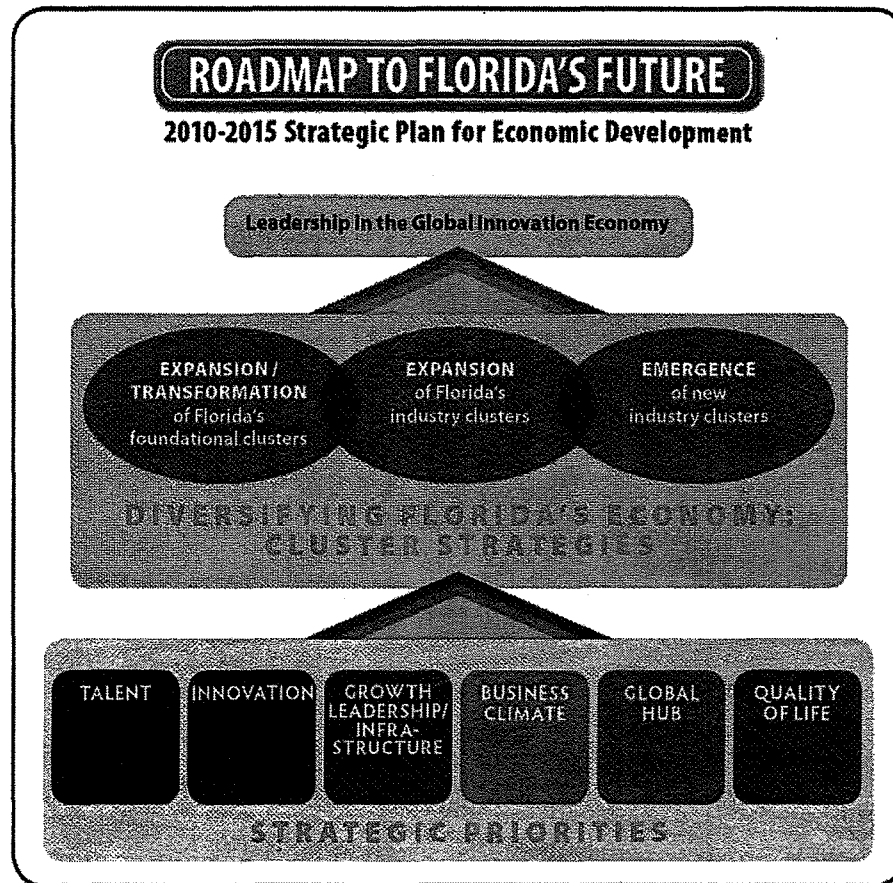 ROADMAP TO FLORIDA'S FUTURE
2010-2015 Strategic Plan for Economic Development
Leadership in the Global Innovation Economy
EXPANSION /
TRANSFORMATION
of Florida's
foundational clusters
EXPANSION
of Florida's
industry clusters
EMERGENCE
of new
industry clusters
DIVERSIFYING FLORIDA'S ECONOMY:
CLUSTER STRATEGIES
TALENT
INNOVATION
GROWTH
LEADERSHIP/
INFRA-
STRUCTURE
BUSINESS
CLIMATE
GLOBAL
HUB
QUALITY
OF LIFE
STRATEGIC PRIORITIES